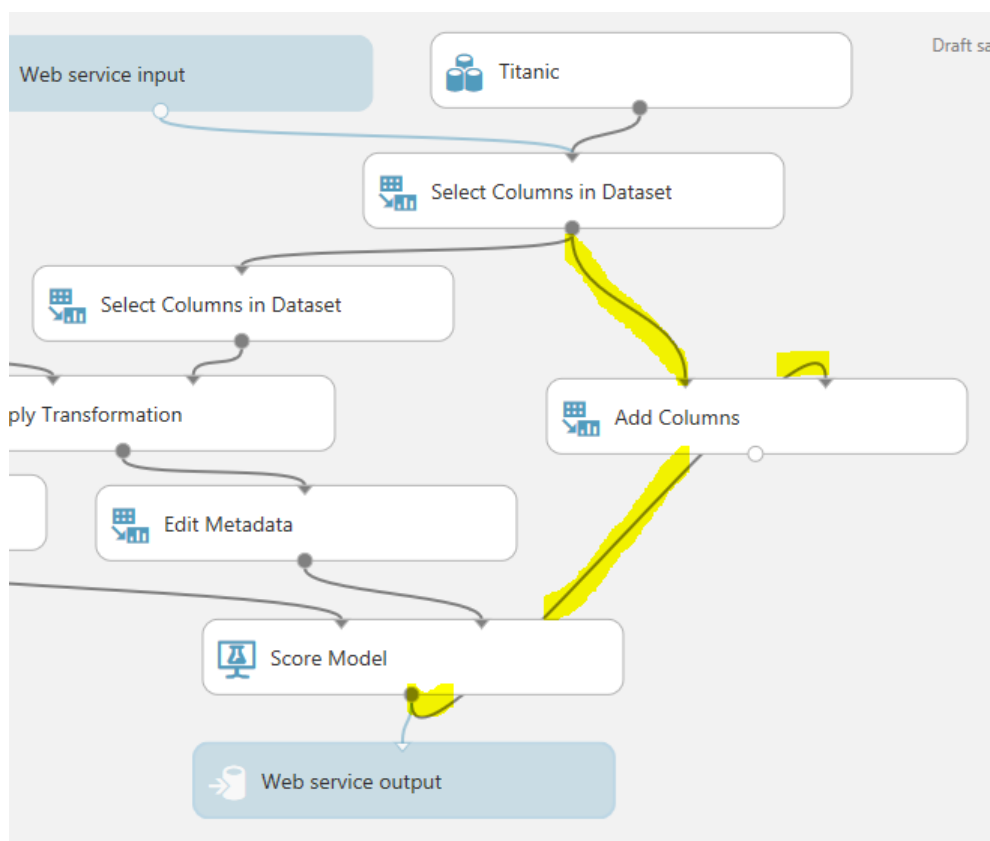 Web service input
Titanic
Draft sa
Select Columns in Dataset
Select Columns in Dataset
ply Transformation
Add Columns
Edit Metadata
Score Model
Web service output